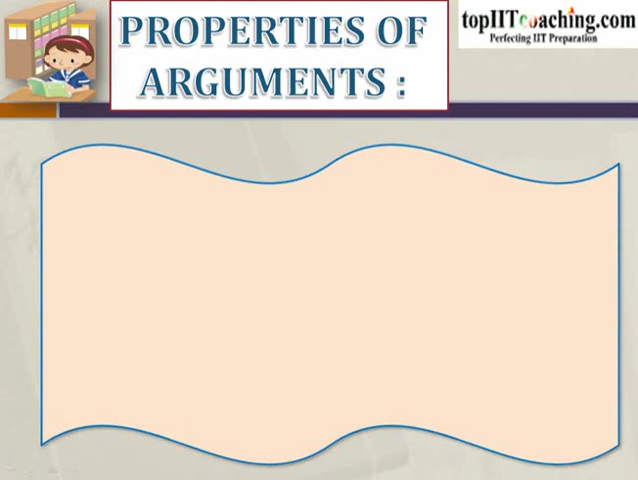 PROPERTIES OF
ARGUMENTS :
topIITcoaching.com
Perfecting IIT Preparation